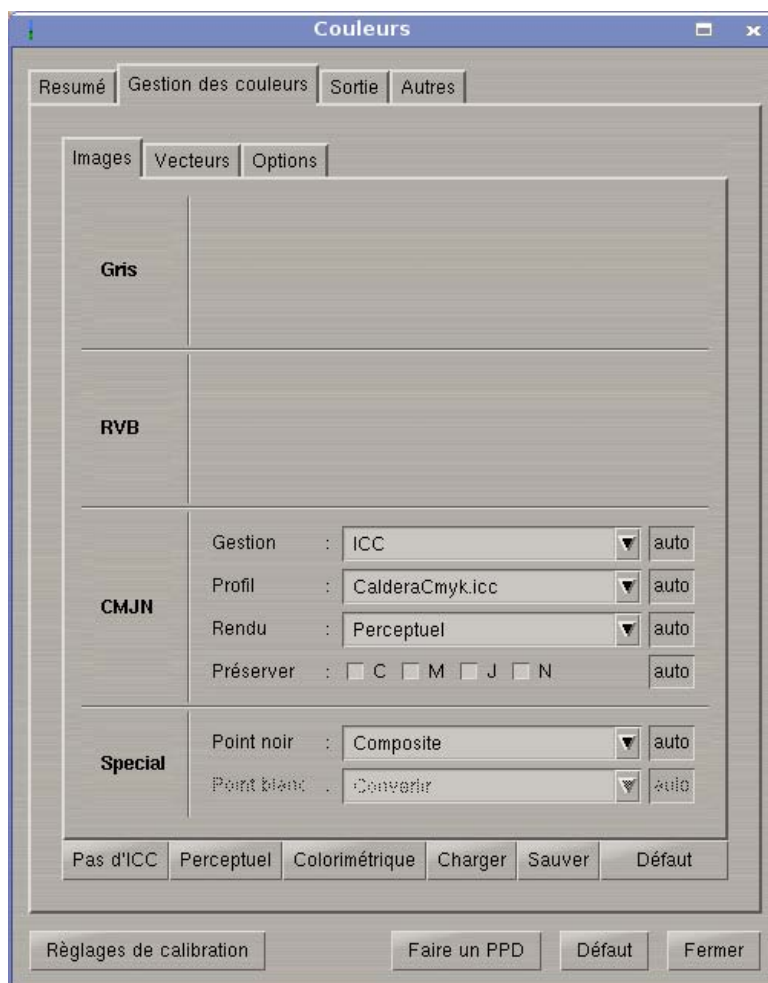 Couleurs
Resumé Gestion des couleurs Sortie Autres
Images Vecteurs Options
Gris
RVB
CMJN
Gestion : ICC auto
Profil : CalderaCmyk.icc auto
Rendu : Perceptuel auto
Préserver : C M J N auto
Special
Point noir : Composite auto
Point blanc : Convertir auto
Pas d'ICC Perceptuel Colorimétrique Charger Sauver Défaut
Règlages de calibration Faire un PPD Défaut Fermer